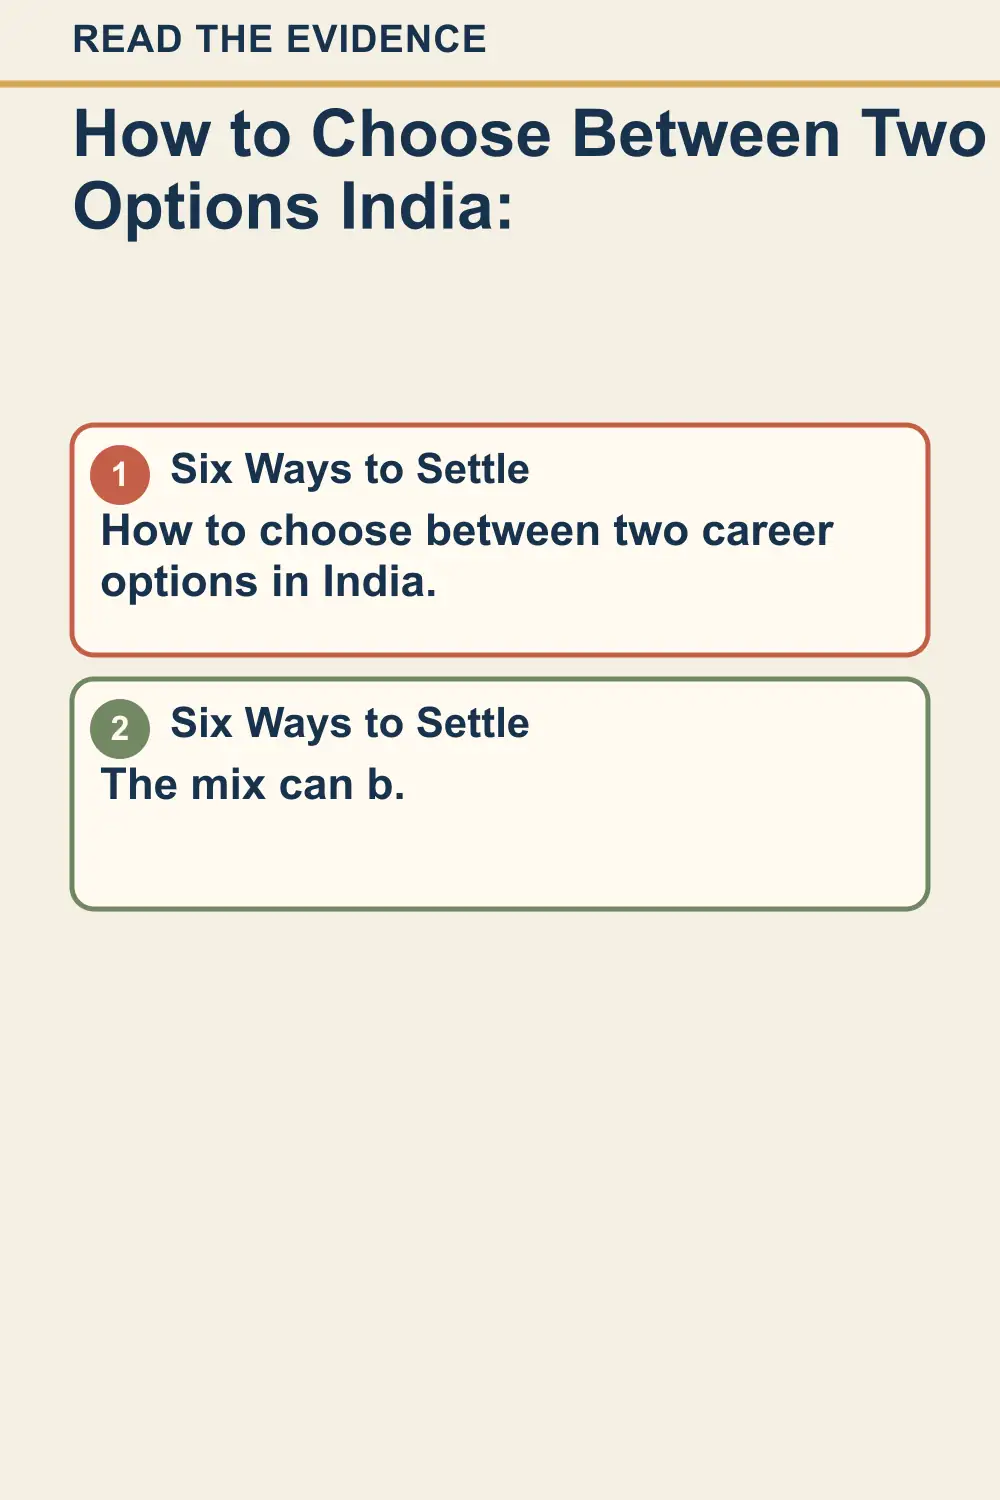 READ THE EVIDENCE
How to Choose Between Two
Options India:
1 Six Ways to Settle
How to choose between two career
options in India.
2 Six Ways to Settle
The mix can b.